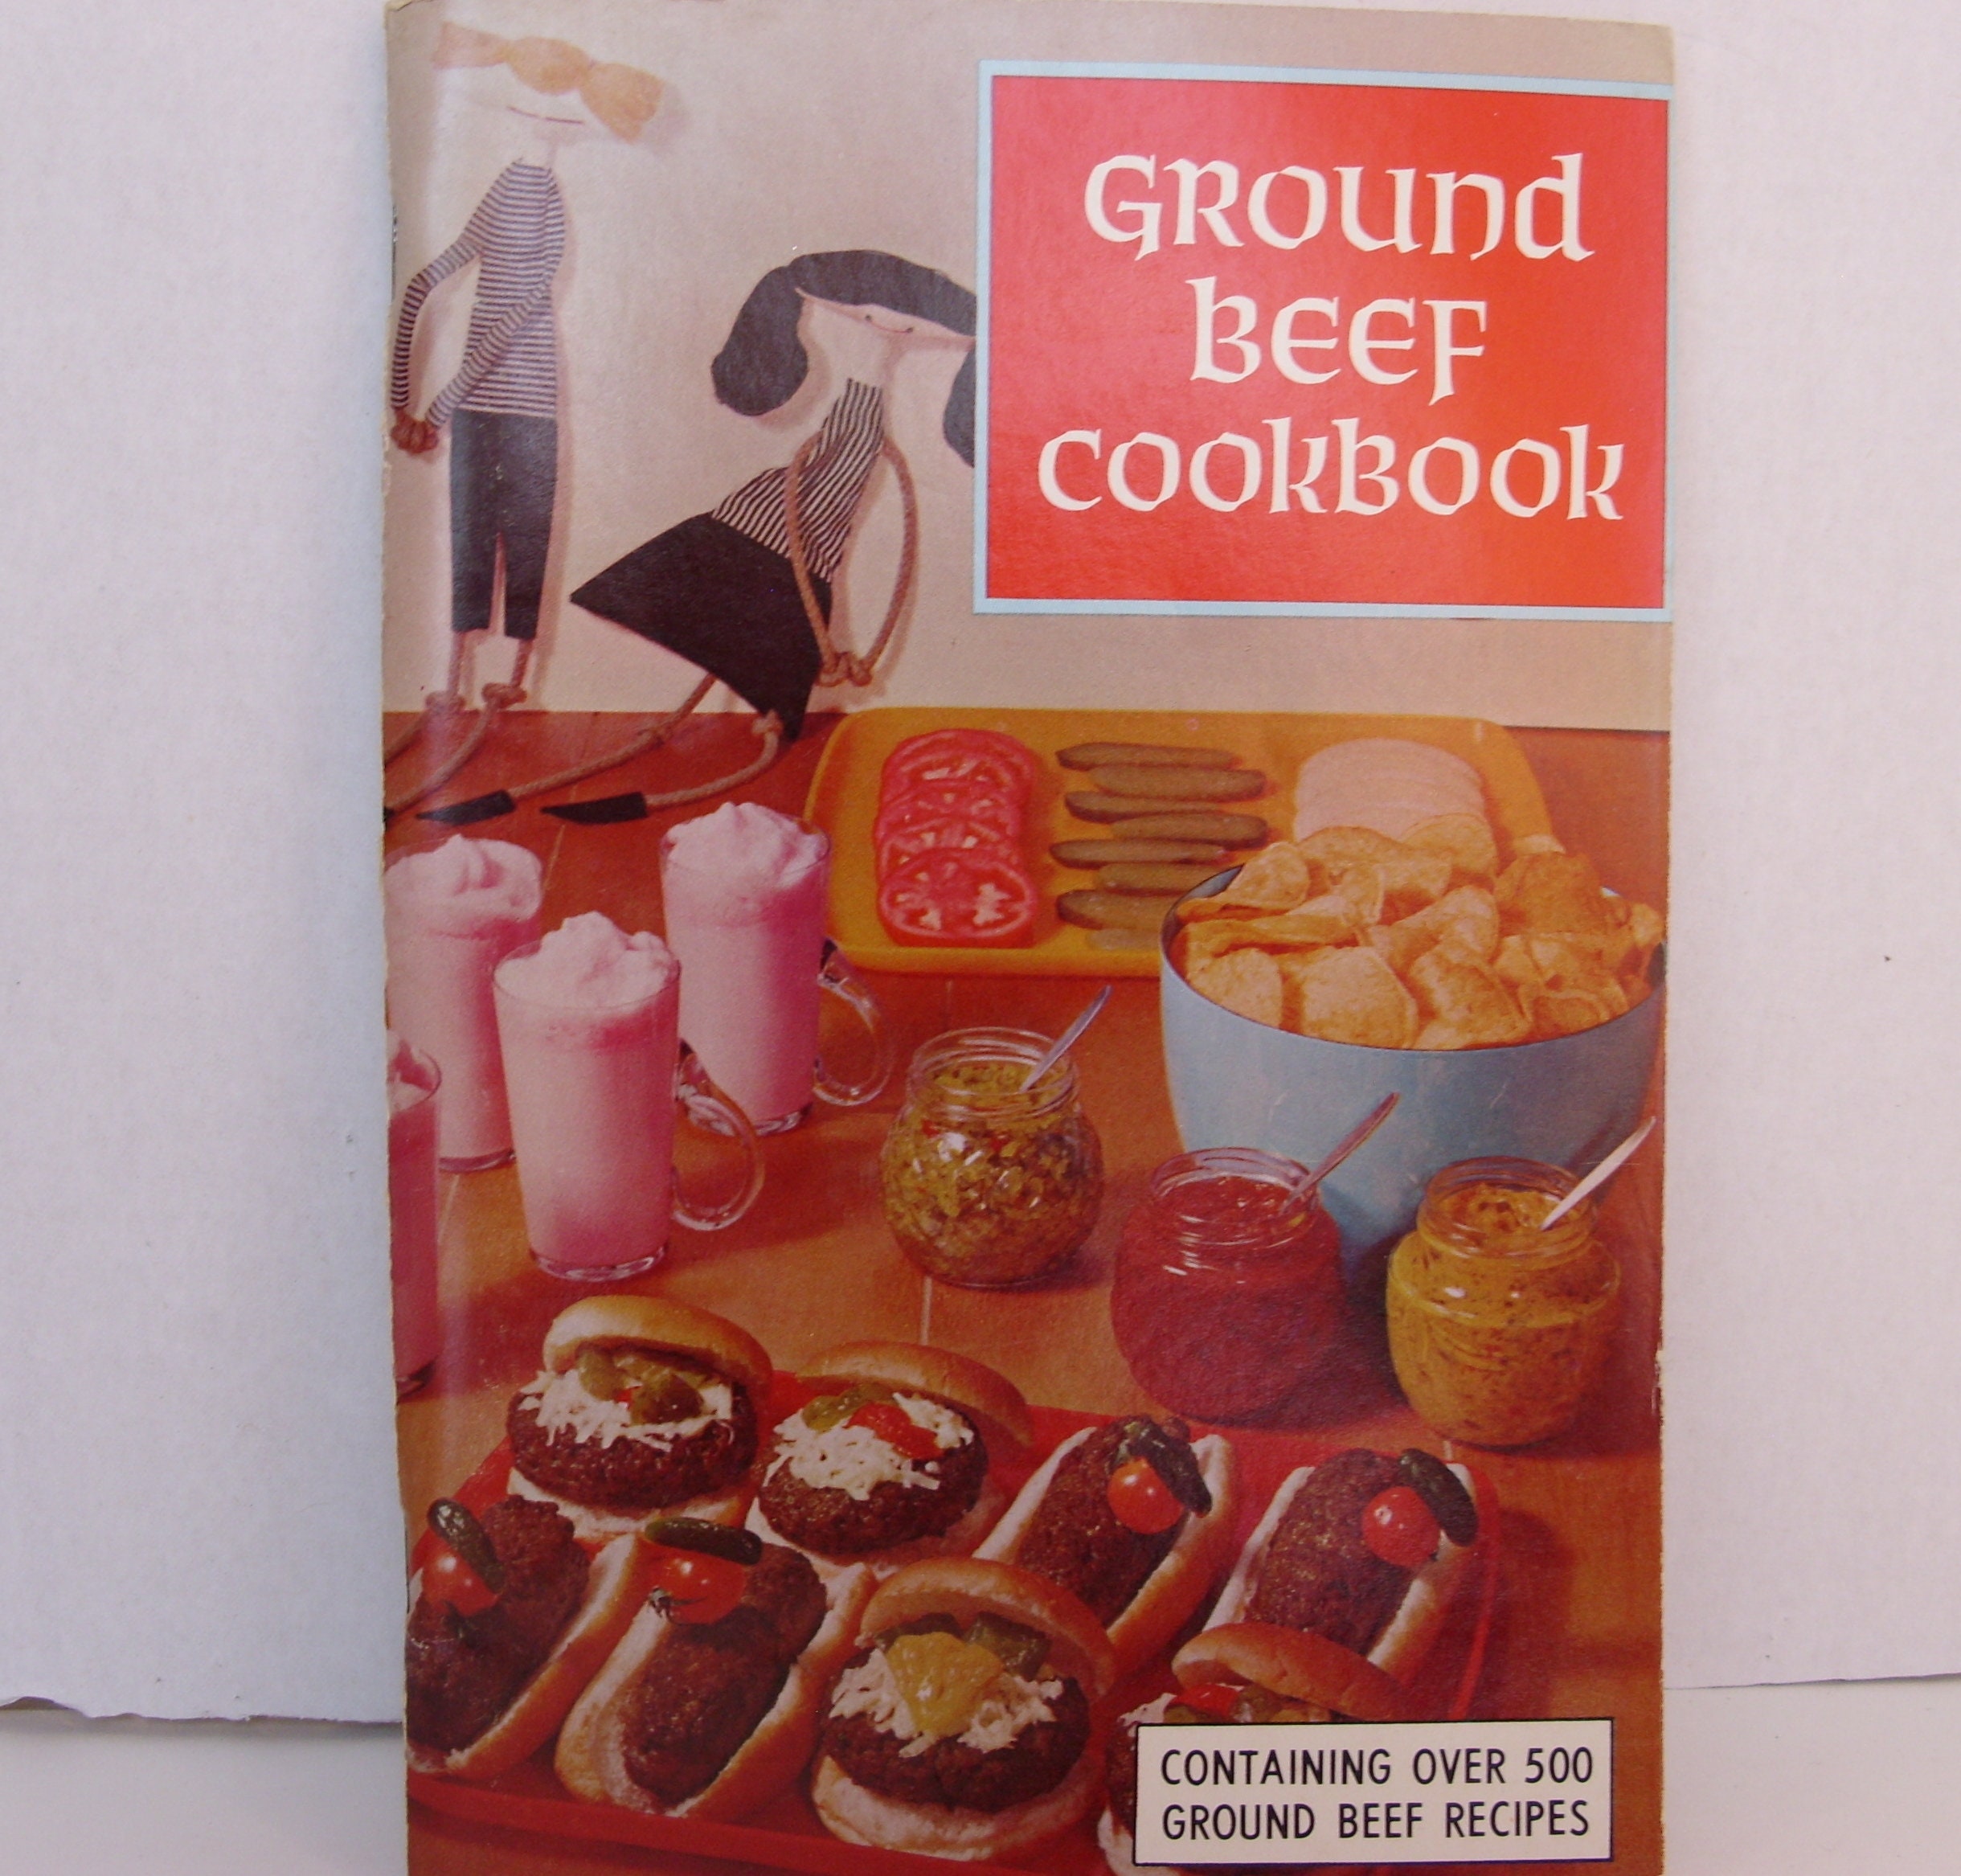 GROUND
BEEF
COOKBOOK
CONTAINING OVER 500
GROUND BEEF RECIPES